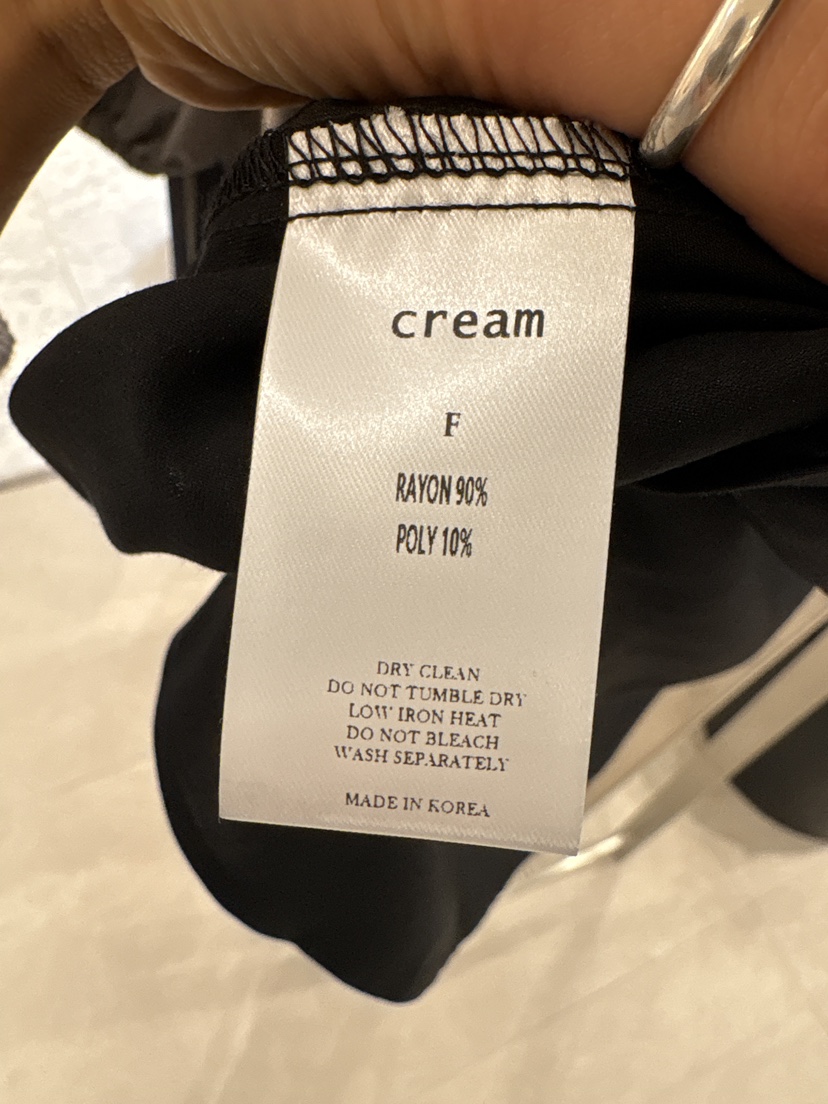 cream
F
RAYON 90%
POLY 10%
DRY CLEAN
DO NOT TUMBLE DRY
LOW IRON HEAT
DO NOT BLEACH
WASH SEPARATELY
MADE IN KOREA